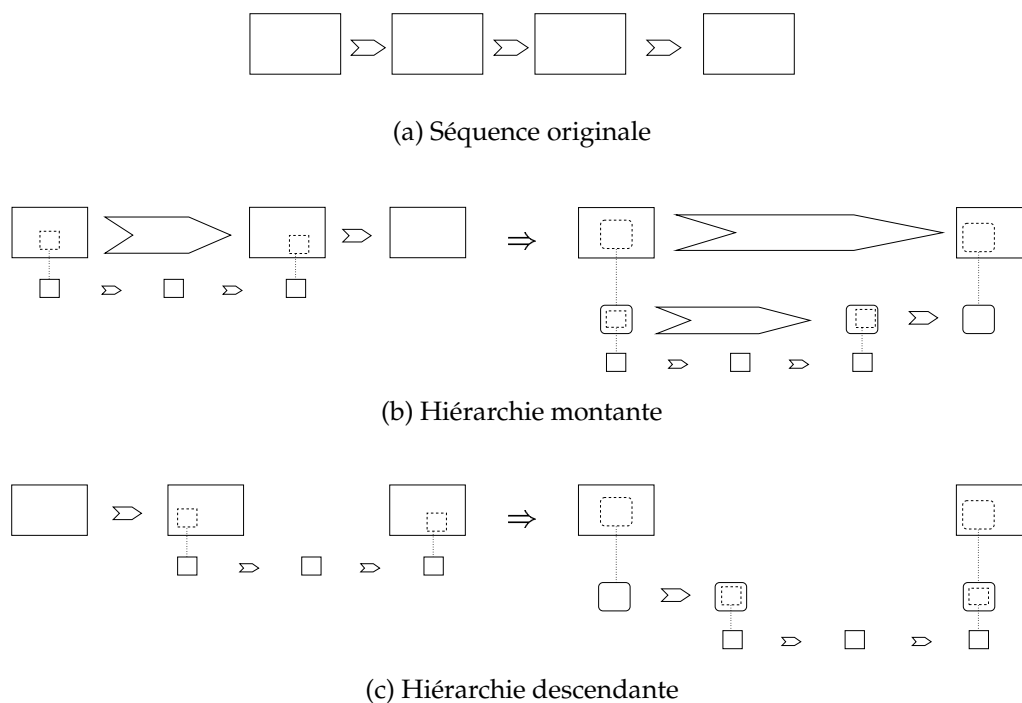 (a) Séquence originale
⇒
(b) Hiérarchie montante
⇒
(c) Hiérarchie descendante